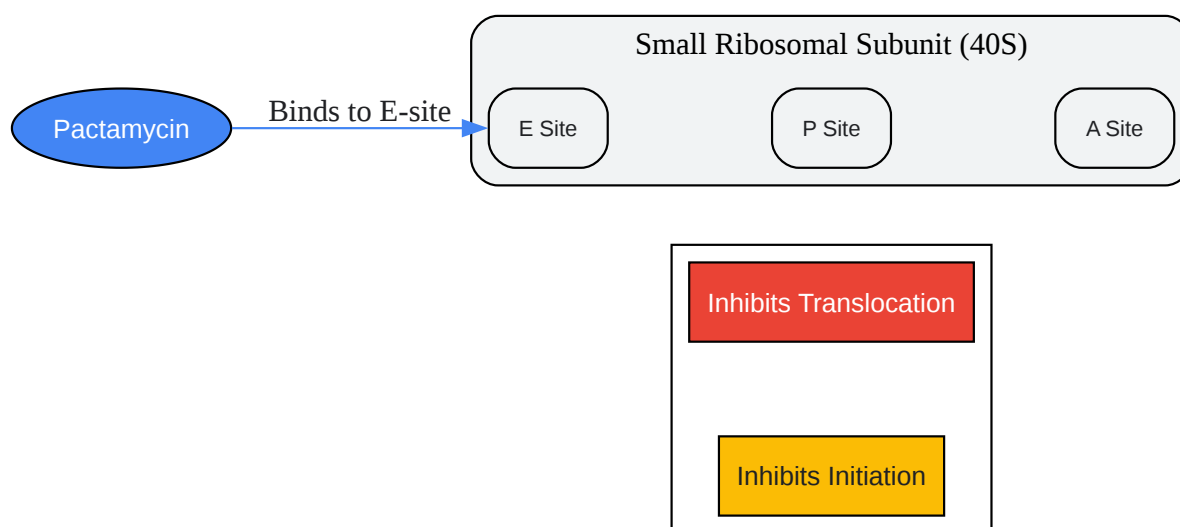 Small Ribosomal Subunit (40S)
Pactamycin
Binds to E-site
E Site
P Site
A Site
Inhibits Translocation
Inhibits Initiation